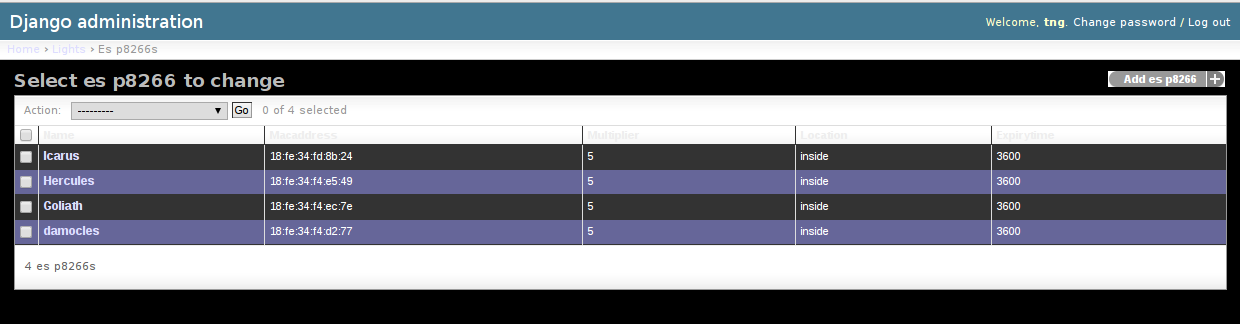 Django administration
Welcome, tng. Change password / Log out
Home › Lights › Es p8266s
Select es p8266 to change
Add es p8266 +
Action: --------- Go 0 of 4 selected
Name Macaddress Multiplier Location Expirytime
Icarus 18:fe:34:fd:8b:24 5 inside 3600
Hercules 18:fe:34:f4:e5:49 5 inside 3600
Goliath 18:fe:34:f4:ec:7e 5 inside 3600
damocles 18:fe:34:f4:d2:77 5 inside 3600
4 es p8266s